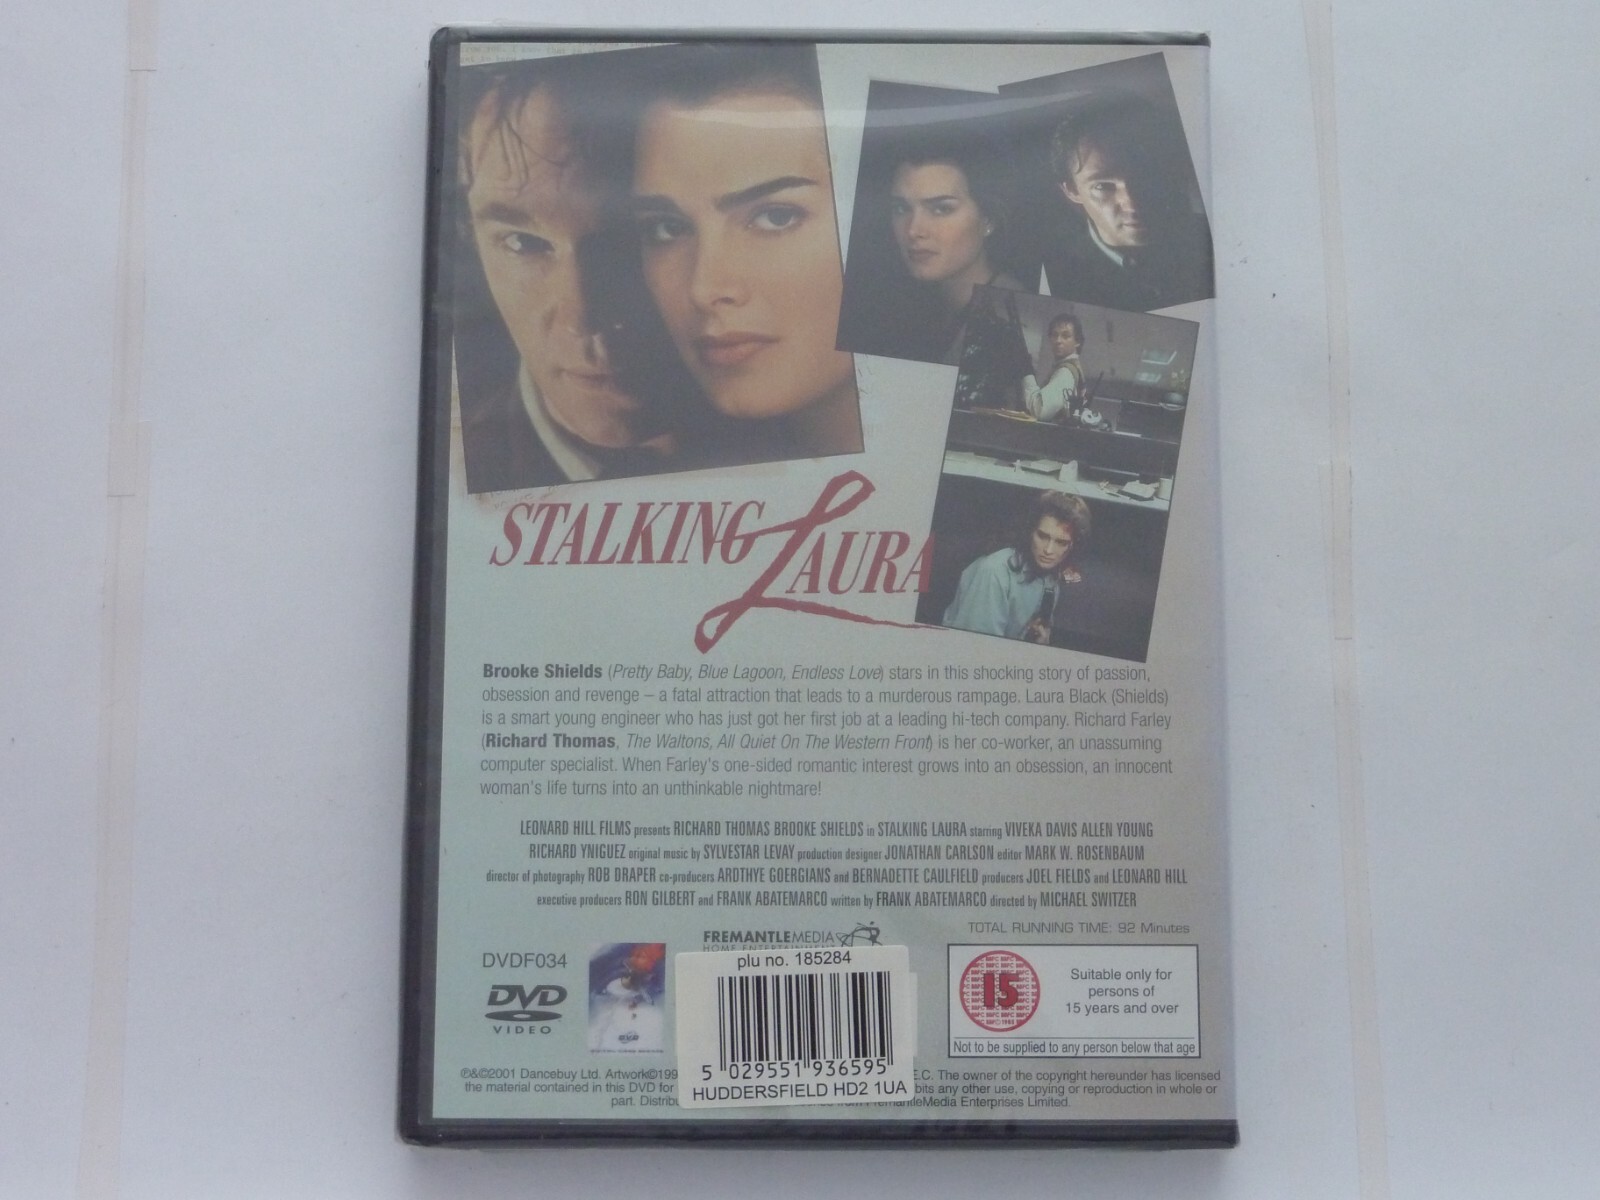 STALKING LAURA
Brooke Shields (Pretty Baby, Blue Lagoon, Endless Love) stars in this shocking story of passion,
obsession and revenge – a fatal attraction that leads to a murderous rampage. Laura Black (Shields)
is a smart young engineer who has just got her first job at a leading hi-tech company. Richard Farley
(Richard Thomas, The Waltons, All Quiet On The Western Front) is her co-worker, an unassuming
computer specialist. When Farley's one-sided romantic interest grows into an obsession, an innocent
woman's life turns into an unthinkable nightmare!
LEONARD HILL FILMS presents RICHARD THOMAS BROOKE SHIELDS in STALKING LAURA starring VIVEKA DAVIS ALLEN YOUNG
RICHARD YNIGUEZ original music by SYLVESTAR LEVAY production designer JONATHAN CARLSON editor MARK W. ROSENBAUM
director of photography ROB DRAPER co-producers ARDTHYE GOERGIANS and BERNADETTE CAULFIELD producers JOEL FIELDS and LEONARD HILL
executive producers RON GILBERT and FRANK ABATEMARCO written by FRANK ABATEMARCO directed by MICHAEL SWITZER
TOTAL RUNNING TIME: 92 Minutes
FREMANTLEMEDIA
HOME ENTERTAINMENT
DVDF034
DVD
VIDEO
plu no. 185284
5 029551 936595
HUDDERSFIELD HD2 1UA
15
Suitable only for
persons of
15 years and over
Not to be supplied to any person below that age
℗&©2001 Dancebuy Ltd. Artwork©199 E.C. The owner of the copyright hereunder has licensed
the material contained in this DVD for bits any other use, copying or reproduction in whole or
part. Distribu from FremantleMedia Enterprises Limited.